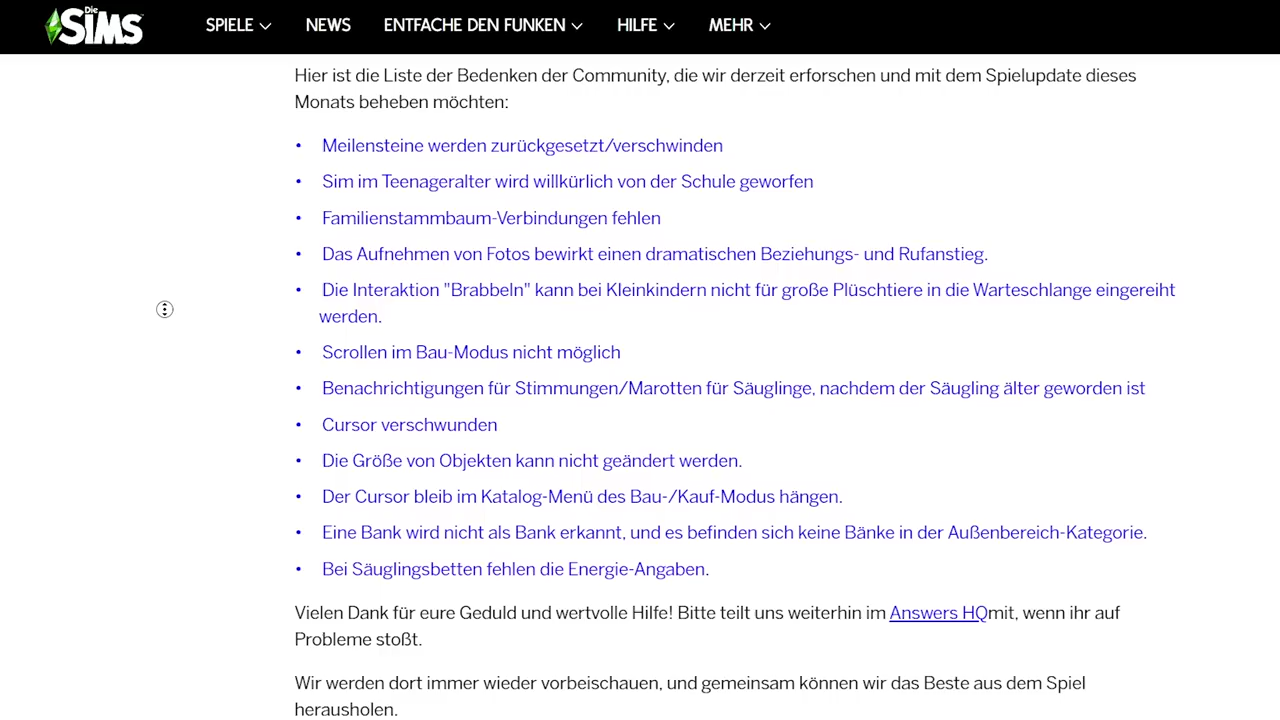 Die
SiMS
SPIELE
NEWS
ENTFACHE DEN FUNKEN
HILFE
MEHR
Hier ist die Liste der Bedenken der Community, die wir derzeit erforschen und mit dem Spielupdate dieses
Monats beheben möchten:
• Meilensteine werden zurückgesetzt/verschwinden
• Sim im Teenageralter wird willkürlich von der Schule geworfen
• Familienstammbaum-Verbindungen fehlen
• Das Aufnehmen von Fotos bewirkt einen dramatischen Beziehungs- und Rufanstieg.
• Die Interaktion "Brabbeln" kann bei Kleinkindern nicht für große Plüschtiere in die Warteschlange eingereiht
werden.
• Scrollen im Bau-Modus nicht möglich
• Benachrichtigungen für Stimmungen/Marotten für Säuglinge, nachdem der Säugling älter geworden ist
• Cursor verschwunden
• Die Größe von Objekten kann nicht geändert werden.
• Der Cursor bleib im Katalog-Menü des Bau-/Kauf-Modus hängen.
• Eine Bank wird nicht als Bank erkannt, und es befinden sich keine Bänke in der Außenbereich-Kategorie.
• Bei Säuglingsbetten fehlen die Energie-Angaben.
Vielen Dank für eure Geduld und wertvolle Hilfe! Bitte teilt uns weiterhin im Answers HQmit, wenn ihr auf
Probleme stoßt.
Wir werden dort immer wieder vorbeischauen, und gemeinsam können wir das Beste aus dem Spiel
herausholen.